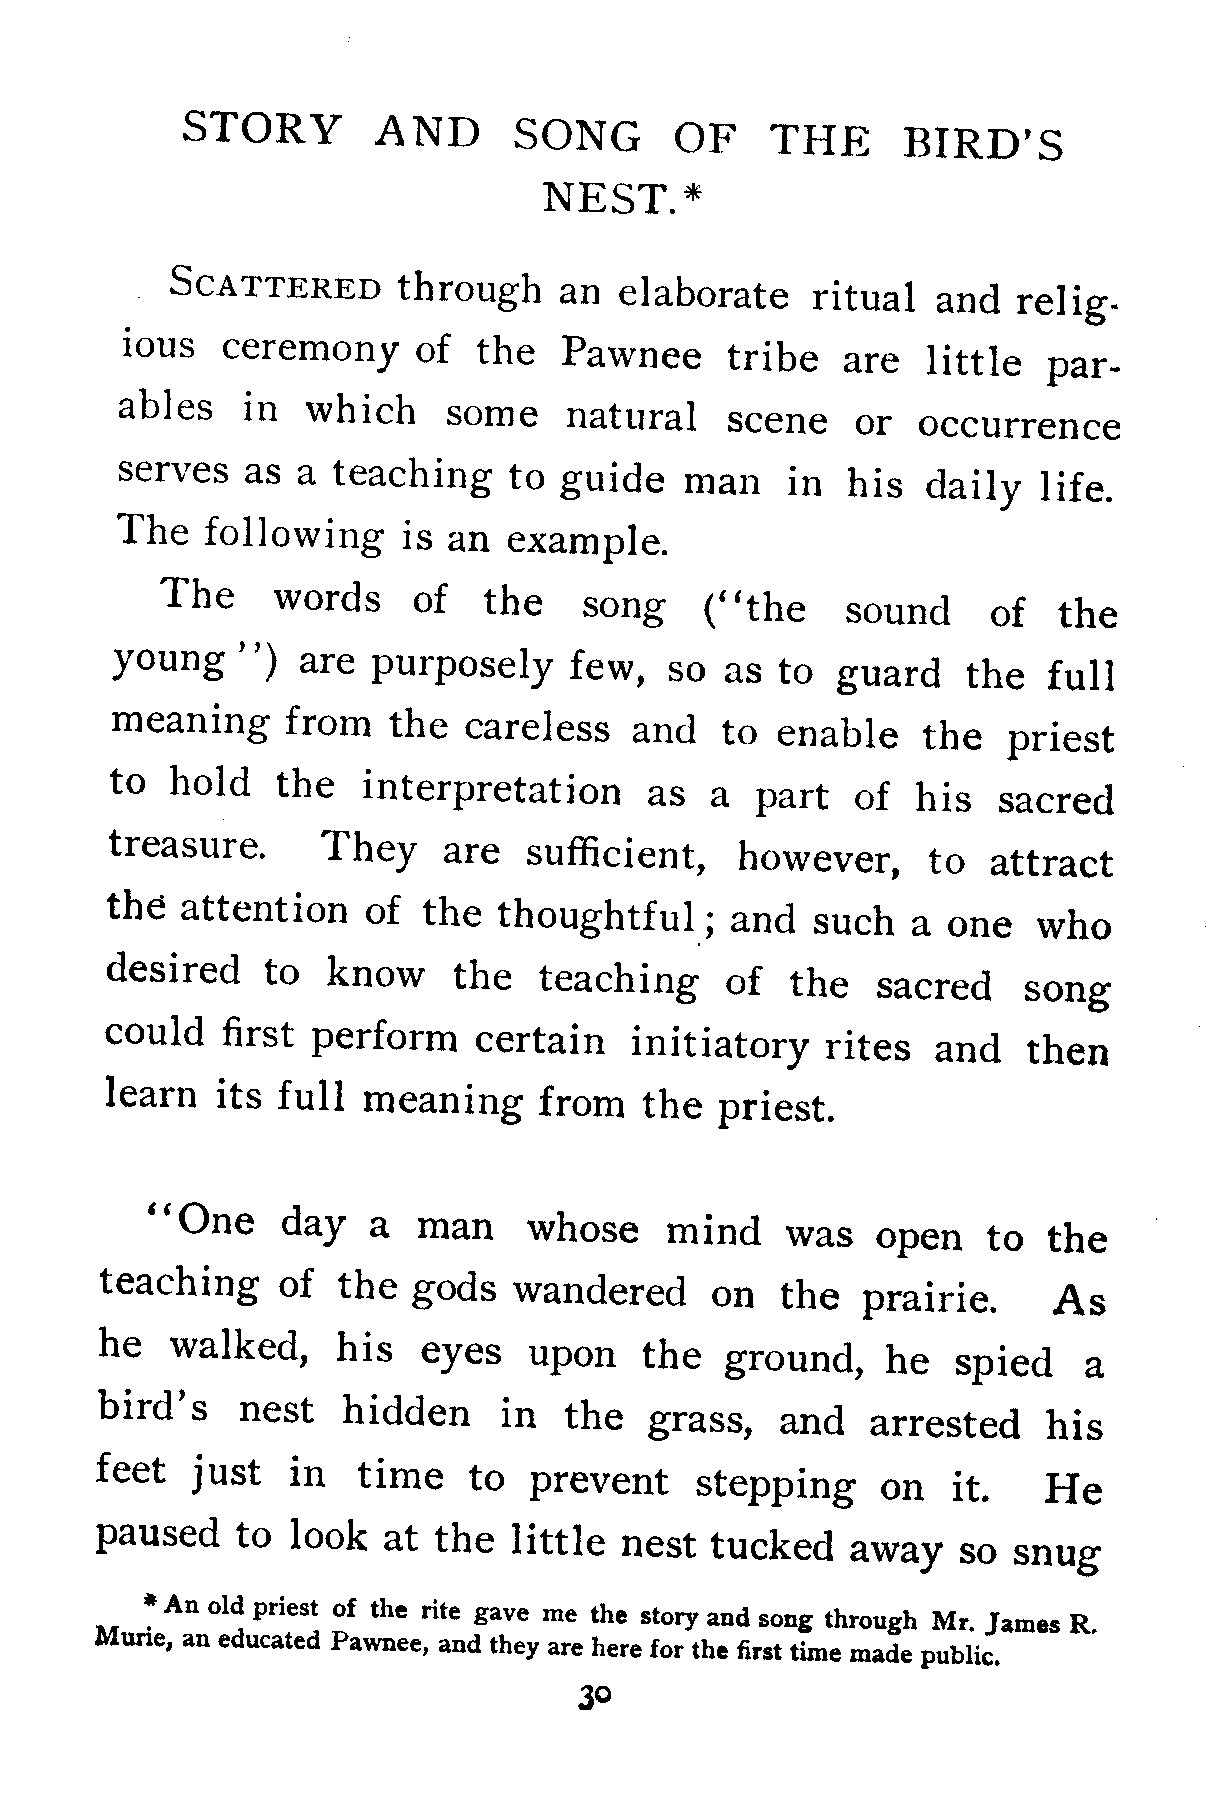 STORY AND SONG OF THE BIRD'S
NEST.*
SCATTERED through an elaborate ritual and relig-
ious ceremony of the Pawnee tribe are little par-
ables in which some natural scene or occurrence
serves as a teaching to guide man in his daily life.
The following is an example.
The words of the song (“the sound of the
young”) are purposely few, so as to guard the full
meaning from the careless and to enable the priest
to hold the interpretation as a part of his sacred
treasure. They are sufficient, however, to attract
the attention of the thoughtful; and such a one who
desired to know the teaching of the sacred song
could first perform certain initiatory rites and then
learn its full meaning from the priest.
“One day a man whose mind was open to the
teaching of the gods wandered on the prairie. As
he walked, his eyes upon the ground, he spied a
bird's nest hidden in the grass, and arrested his
feet just in time to prevent stepping on it. He
paused to look at the little nest tucked away so snug
* An old priest of the rite gave me the story and song through Mr. James R.
Murie, an educated Pawnee, and they are here for the first time made public.
30